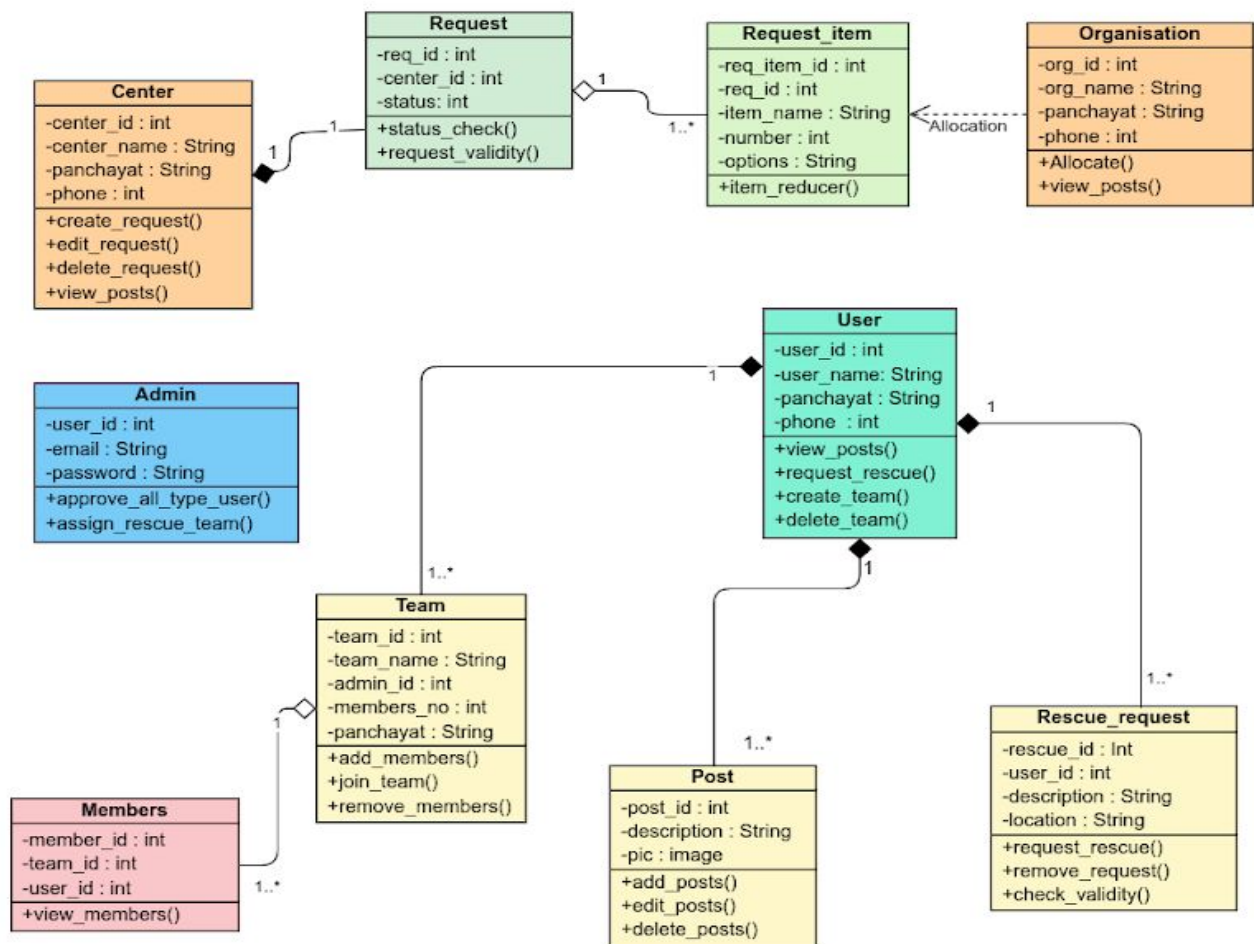 Request
-req_id : int
-center_id : int
-status: int
+status_check()
+request_validity()
Request_item
-req_item_id : int
-req_id : int
-item_name : String
-number : int
-options : String
+item_reducer()
Organisation
-org_id : int
-org_name : String
-panchayat : String
-phone : int
+Allocate()
+view_posts()
Center
-center_id : int
-center_name : String
-panchayat : String
-phone : int
+create_request()
+edit_request()
+delete_request()
+view_posts()
1
1
1
1..*
Allocation
User
-user_id : int
-user_name: String
-panchayat : String
-phone : int
+view_posts()
+request_rescue()
+create_team()
+delete_team()
Admin
-user_id : int
-email : String
-password : String
+approve_all_type_user()
+assign_rescue_team()
1
1
1
1..*
Team
-team_id : int
-team_name : String
-admin_id : int
-members_no : int
-panchayat : String
+add_members()
+join_team()
+remove_members()
1
1..*
Members
-member_id : int
-team_id : int
-user_id : int
+view_members()
1..*
Post
-post_id : int
-description : String
-pic : image
+add_posts()
+edit_posts()
+delete_posts()
1..*
Rescue_request
-rescue_id : Int
-user_id : int
-description : String
-location : String
+request_rescue()
+remove_request()
+check_validity()